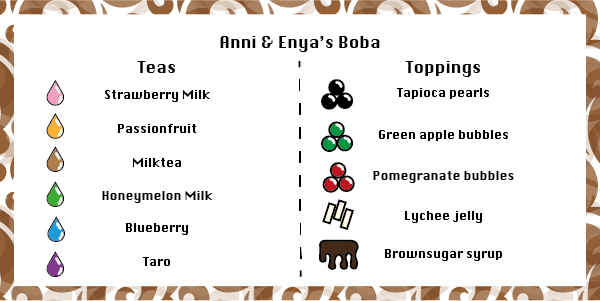 Anni & Enya's Boba
Teas
Strawberry Milk
Passionfruit
Milktea
Honeymelon Milk
Blueberry
Taro
Toppings
Tapioca pearls
Green apple bubbles
Pomegranate bubbles
Lychee jelly
Brownsugar syrup